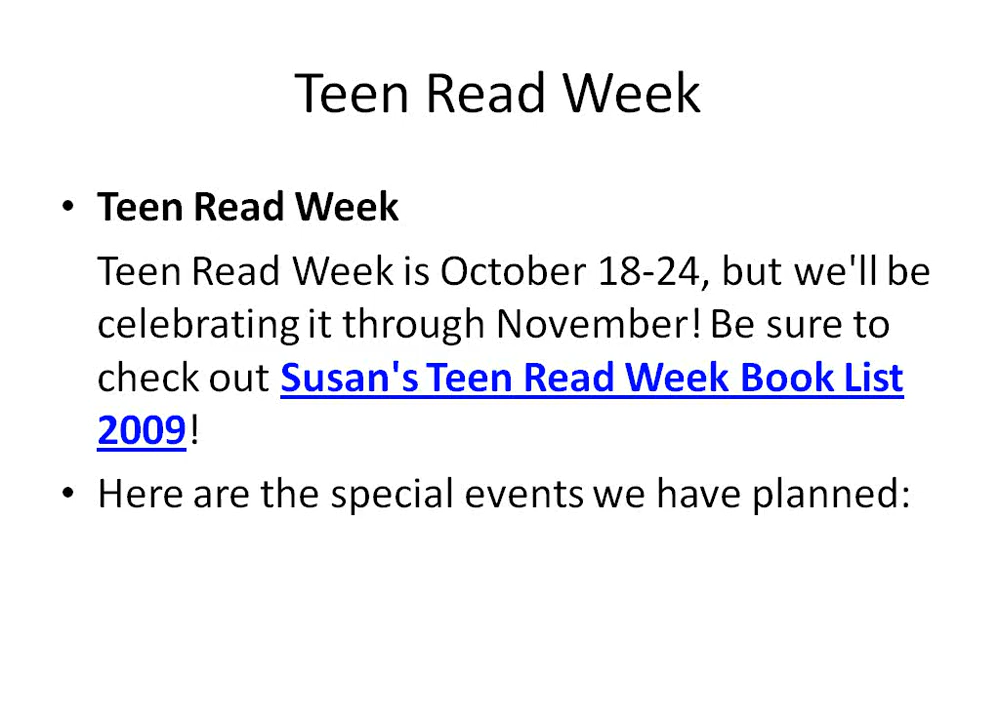 Teen Read Week
• Teen Read Week
Teen Read Week is October 18-24, but we'll be
celebrating it through November! Be sure to
check out Susan's Teen Read Week Book List
2009!
• Here are the special events we have planned: